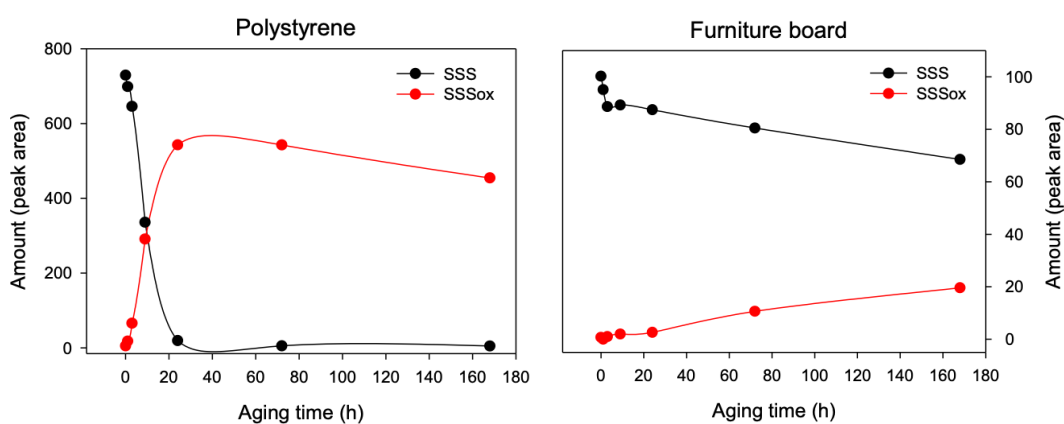 Polystyrene
Amount (peak area)
800
600
400
200
0
SSS
SSSox
0 20 40 60 80 100 120 140 160 180
Aging time (h)
Furniture board
SSS
SSSox
100
80
60
40
20
0
Amount (peak area)
0 20 40 60 80 100 120 140 160 180
Aging time (h)